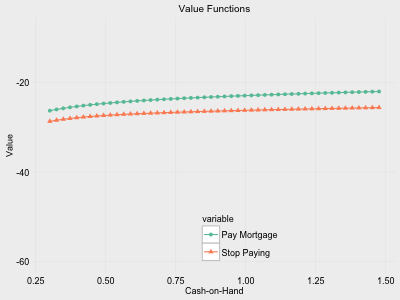 Value Functions
-20
-40
-60
Value
0.25 0.50 0.75 1.00 1.25 1.50
Cash-on-Hand
variable
Pay Mortgage
Stop Paying